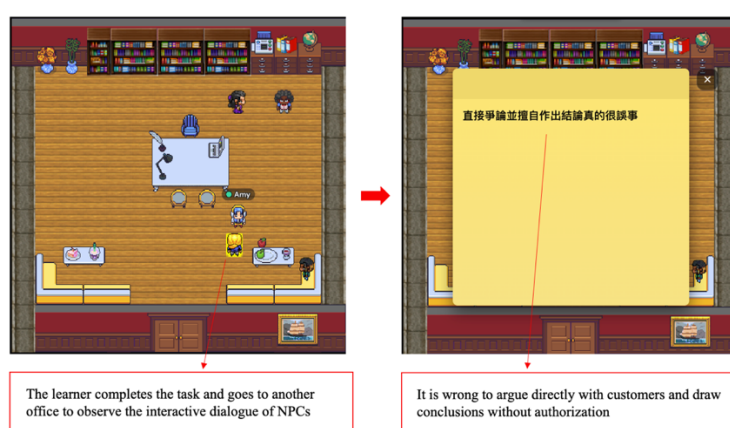 Amy
直接爭論並擅自作出結論真的很誤事
The learner completes the task and goes to another
office to observe the interactive dialogue of NPCs
It is wrong to argue directly with customers and draw
conclusions without authorization